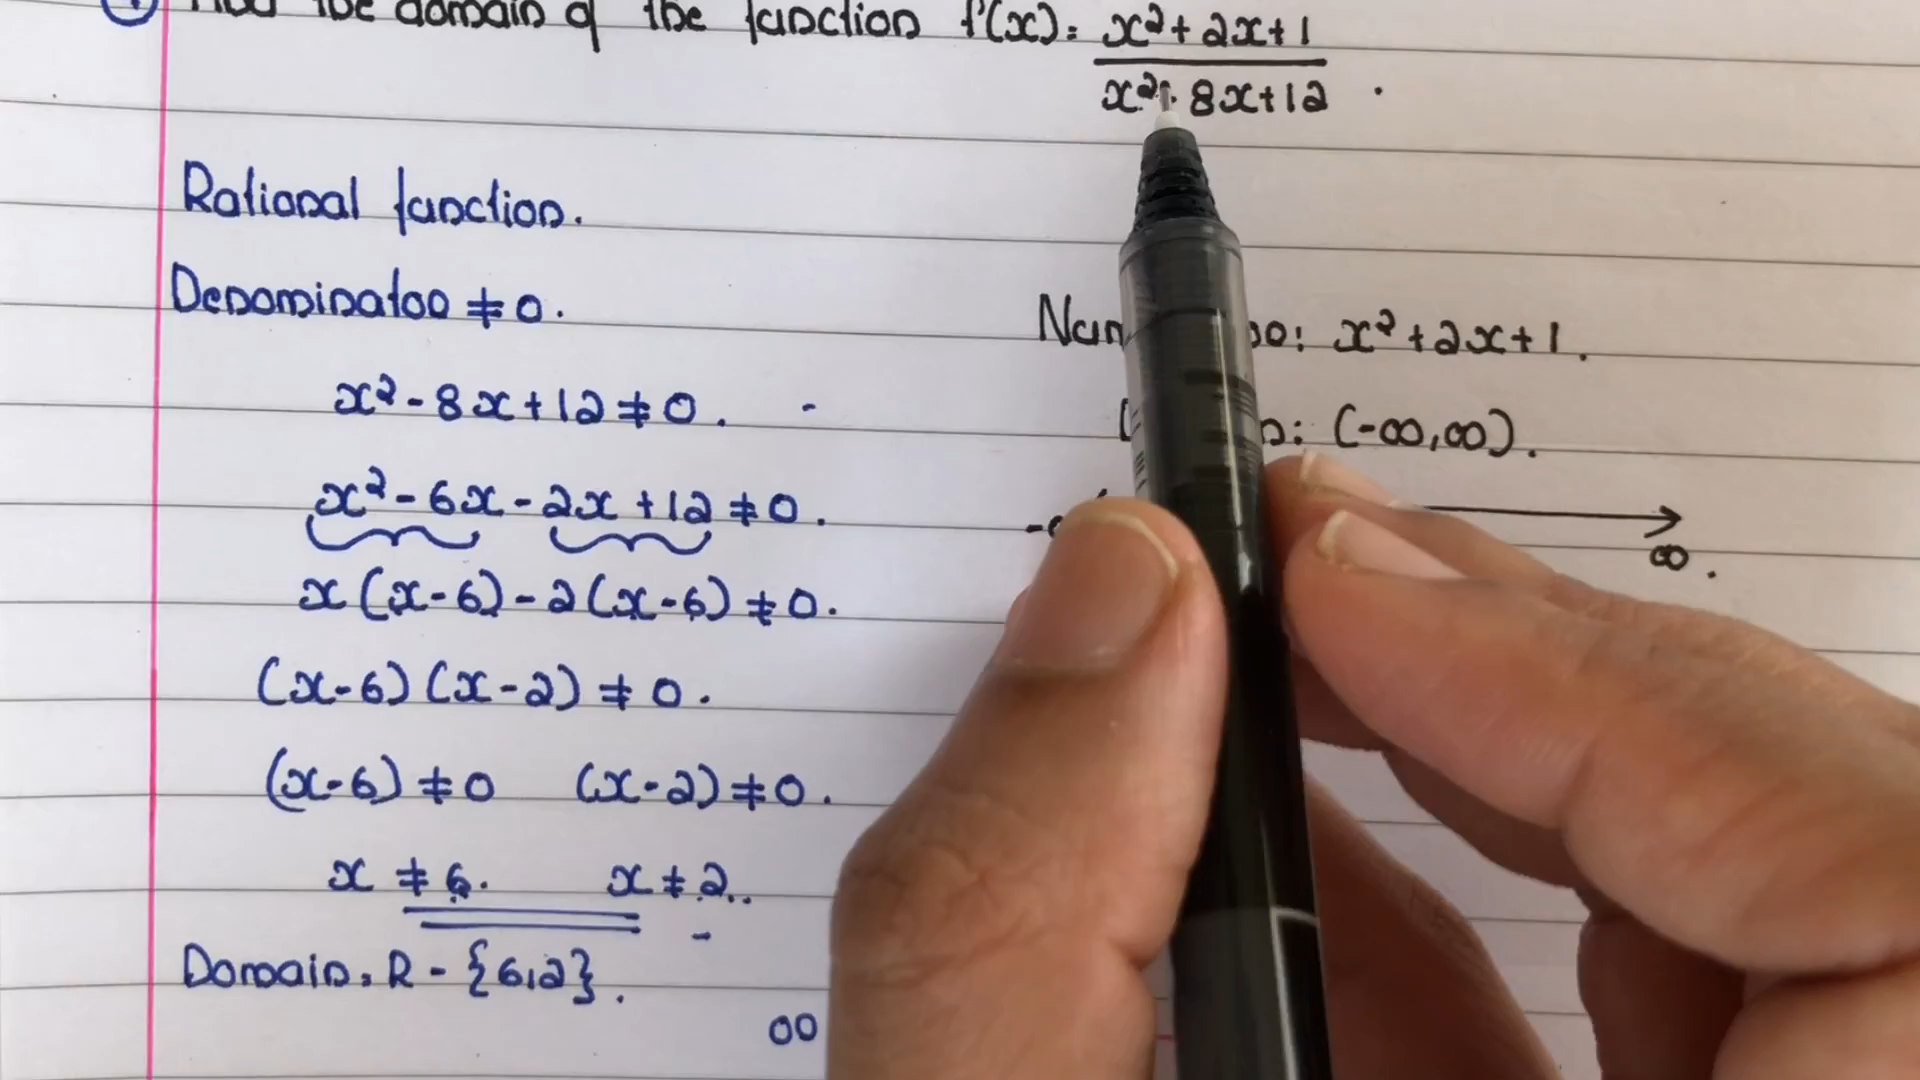 the domain of the function f(x) = x² + 2x + 1
x² - 8x + 12 .
Rational function.
Denominator ≠ 0.
x² + 2x + 1.
x² - 8x + 12 ≠ 0.
: (-∞, ∞).
x² - 6x - 2x + 12 ≠ 0.
∞.
x (x - 6) - 2 (x - 6) ≠ 0.
(x - 6) (x - 2) ≠ 0.
(x - 6) ≠ 0 (x - 2) ≠ 0.
x ≠ 6. x ≠ 2.
Domain = R - {6, 2}.